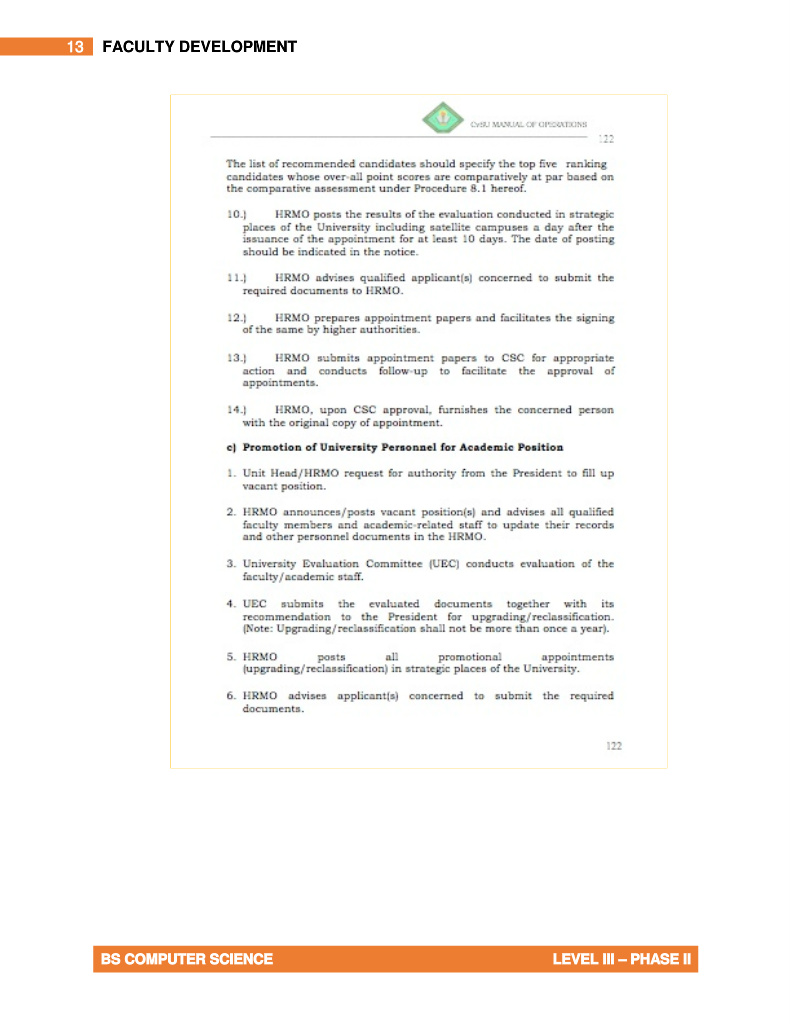 13 FACULTY DEVELOPMENT
CvSU MANUAL OF OPERATIONS
122
The list of recommended candidates should specify the top five ranking
candidates whose over-all point scores are comparatively at par based on
the comparative assessment under Procedure 8.1 hereof.
10.) HRMO posts the results of the evaluation conducted in strategic
places of the University including satellite campuses a day after the
issuance of the appointment for at least 10 days. The date of posting
should be indicated in the notice.
11.) HRMO advises qualified applicant(s) concerned to submit the
required documents to HRMO.
12.) HRMO prepares appointment papers and facilitates the signing
of the same by higher authorities.
13.) HRMO submits appointment papers to CSC for appropriate
action and conducts follow-up to facilitate the approval of
appointments.
14.) HRMO, upon CSC approval, furnishes the concerned person
with the original copy of appointment.
c) Promotion of University Personnel for Academic Position
1. Unit Head/HRMO request for authority from the President to fill up
vacant position.
2. HRMO announces/posts vacant position(s) and advises all qualified
faculty members and academic-related staff to update their records
and other personnel documents in the HRMO.
3. University Evaluation Committee (UEC) conducts evaluation of the
faculty/academic staff.
4. UEC submits the evaluated documents together with its
recommendation to the President for upgrading/reclassification.
(Note: Upgrading/reclassification shall not be more than once a year).
5. HRMO posts all promotional appointments
(upgrading/reclassification) in strategic places of the University.
6. HRMO advises applicant(s) concerned to submit the required
documents.
122
BS COMPUTER SCIENCE LEVEL III – PHASE II